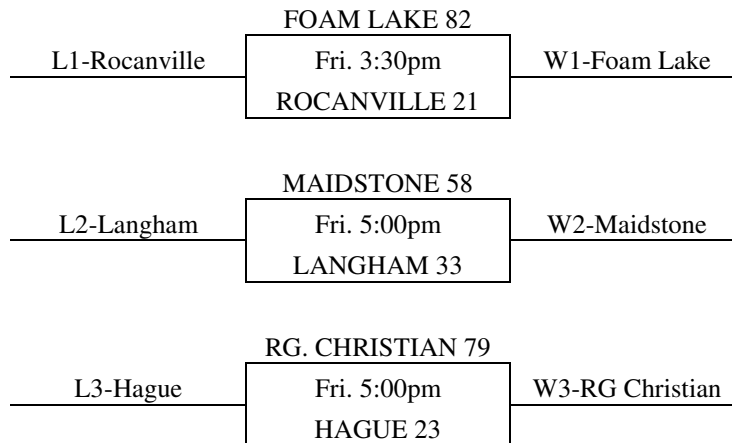 FOAM LAKE 82
L1-Rocanville Fri. 3:30pm W1-Foam Lake
ROCANVILLE 21
MAIDSTONE 58
L2-Langham Fri. 5:00pm W2-Maidstone
LANGHAM 33
RG. CHRISTIAN 79
L3-Hague Fri. 5:00pm W3-RG Christian
HAGUE 23